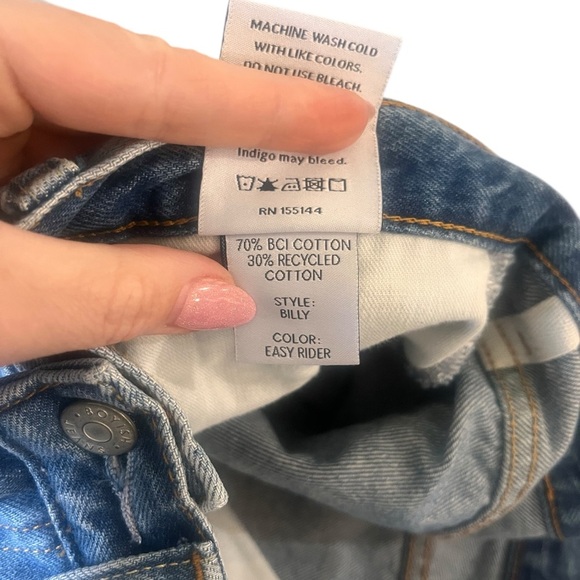 MACHINE WASH COLD
WITH LIKE COLORS.
DO NOT USE BLEACH.
Indigo may bleed.
RN 155144
70% BCI COTTON
30% RECYCLED
COTTON
STYLE:
BILLY
COLOR:
EASY RIDER